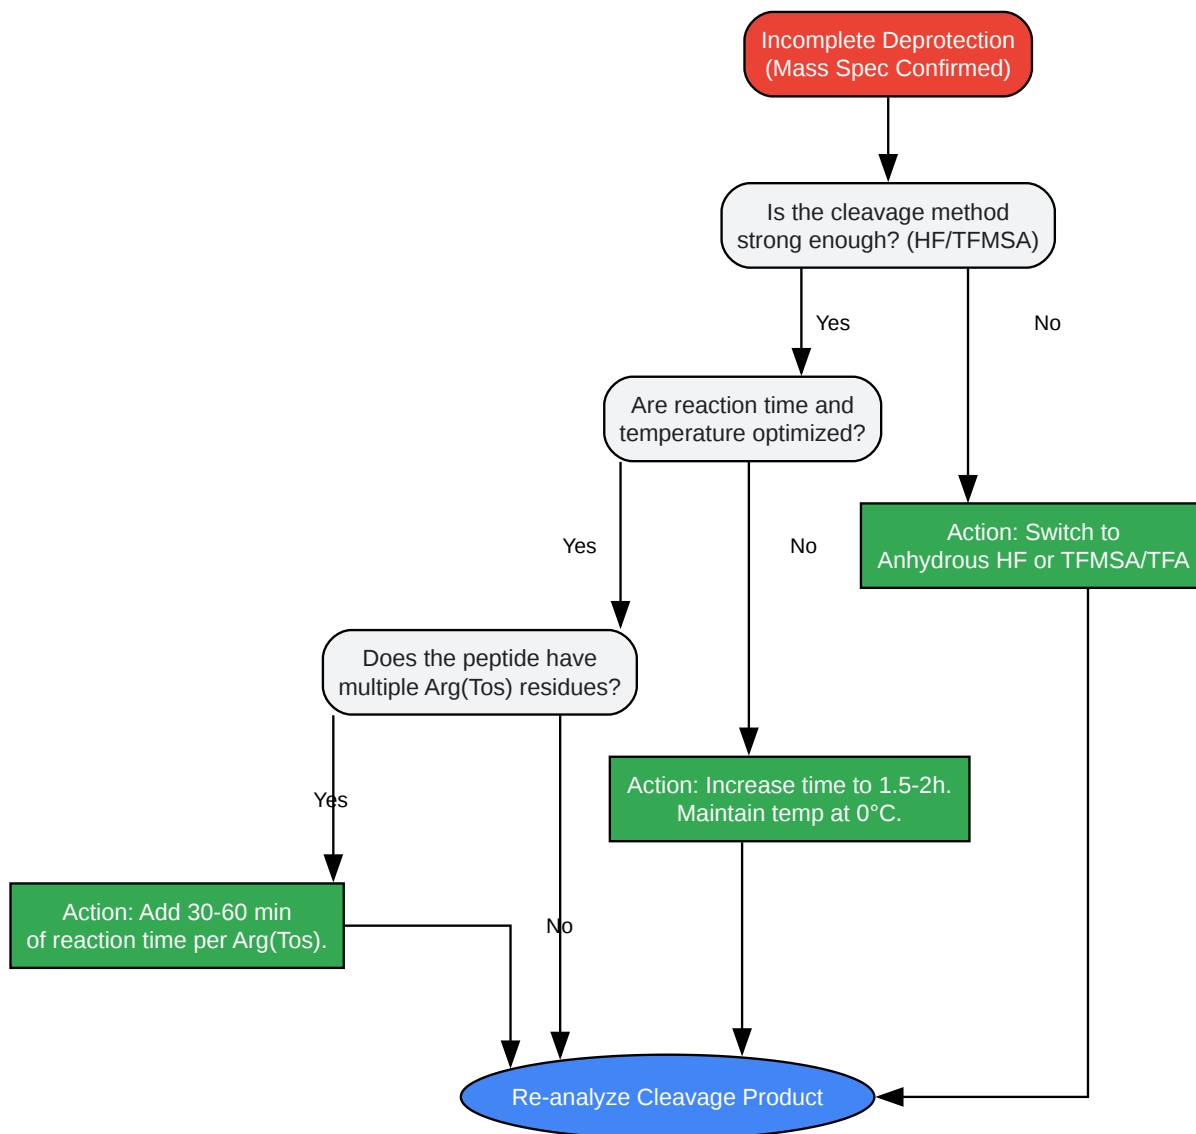 Incomplete Deprotection
(Mass Spec Confirmed)
Is the cleavage method
strong enough? (HF/TFMSA)
Yes
No
Are reaction time and
temperature optimized?
Yes
No
Action: Switch to
Anhydrous HF or TFMSA/TFA
Does the peptide have
multiple Arg(Tos) residues?
Yes
Action: Increase time to 1.5-2h.
Maintain temp at 0°C.
Action: Add 30-60 min
of reaction time per Arg(Tos).
No
Re-analyze Cleavage Product